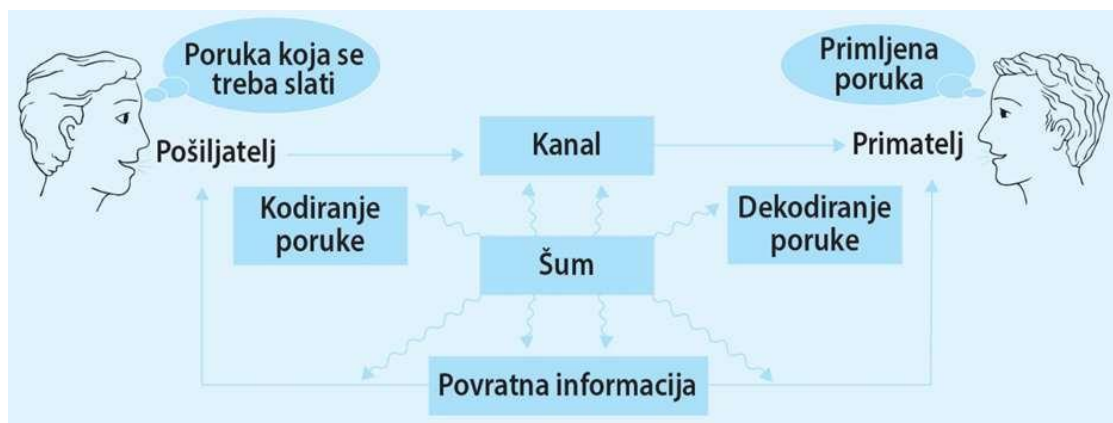 Poruka koja se
treba slati
Primljena
poruka
Pošiljatelj
Kanal
Primatelj
Kodiranje
poruke
Dekodiranje
poruke
Šum
Povratna informacija